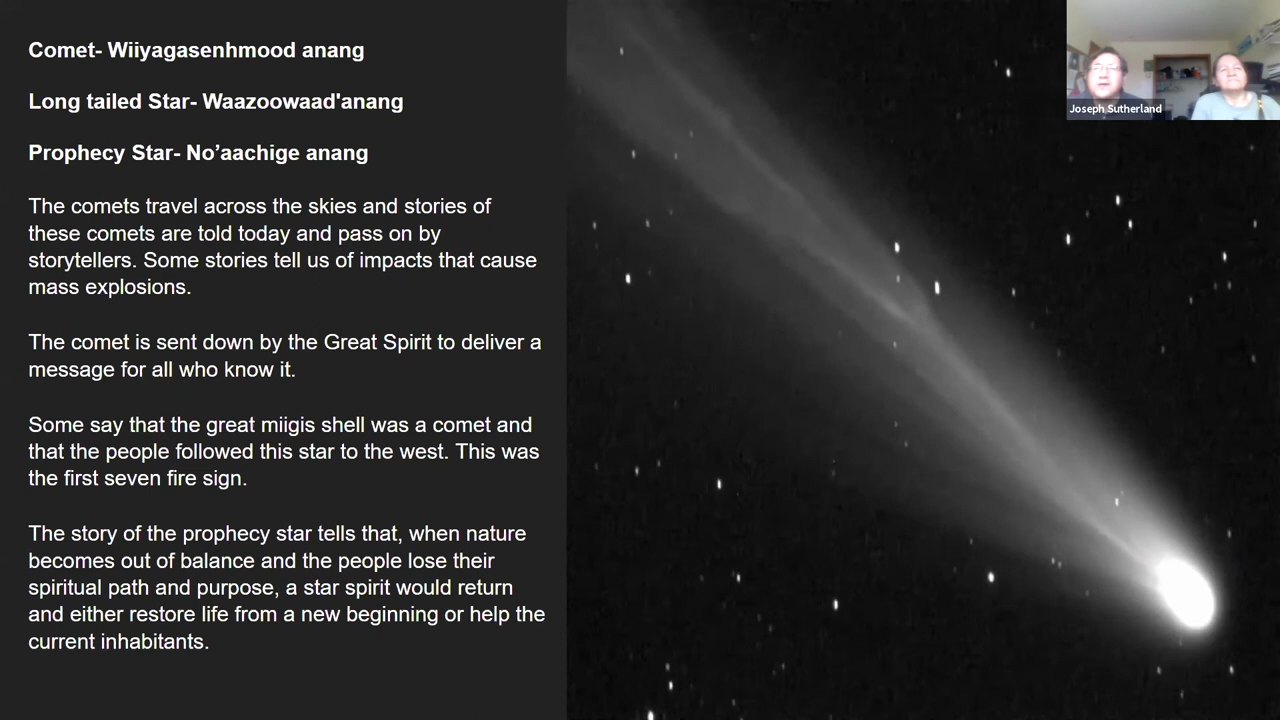 Comet- Wiiyagasenhmood anang
Long tailed Star- Waazoowaad'anang
Prophecy Star- No’aachige anang
The comets travel across the skies and stories of
these comets are told today and pass on by
storytellers. Some stories tell us of impacts that cause
mass explosions.
The comet is sent down by the Great Spirit to deliver a
message for all who know it.
Some say that the great miigis shell was a comet and
that the people followed this star to the west. This was
the first seven fire sign.
The story of the prophecy star tells that, when nature
becomes out of balance and the people lose their
spiritual path and purpose, a star spirit would return
and either restore life from a new beginning or help the
current inhabitants.
Joseph Sutherland